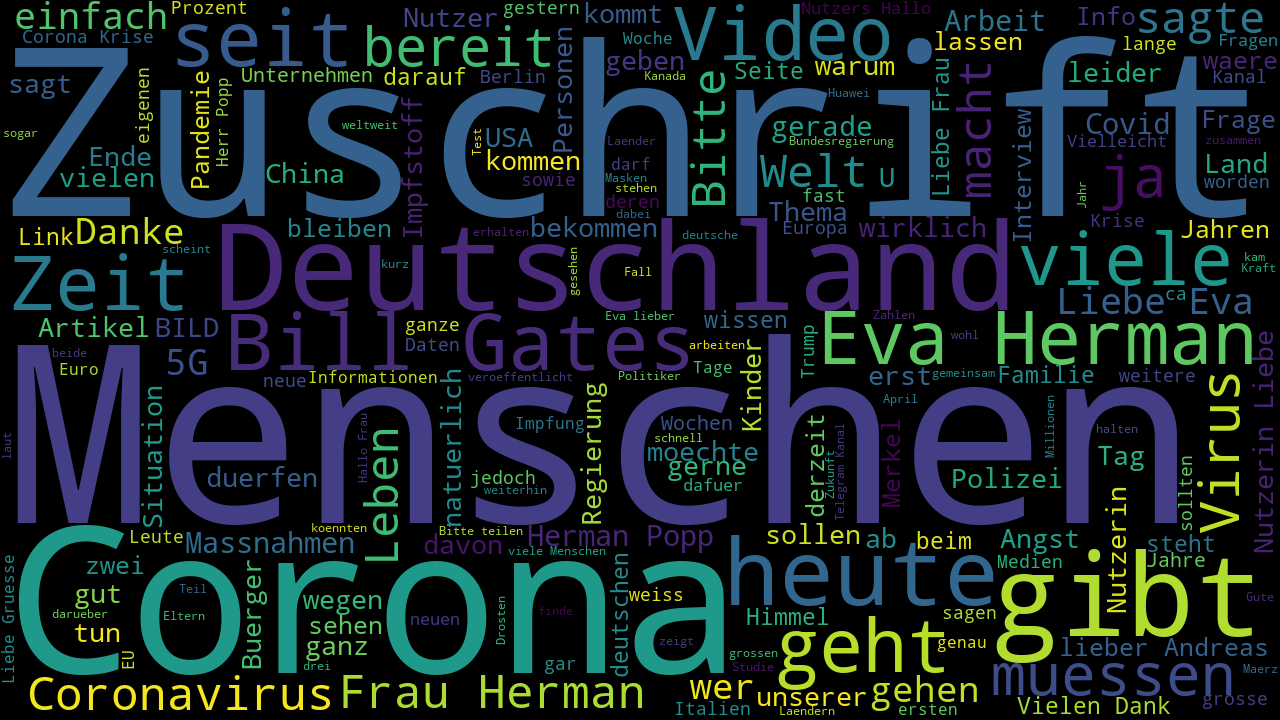 einfach
Prozent
Corona Krise
seit
Nutzer
gestern
bereit
kommt
Video.
Nutzers Hallo
Arbeit
Info
sagte
lassen
lange
Fragen
Zuschrift
sagt
eigenen
Pandemie
Herr Popp
Unternehmen
darauf
Berlin
Personen
Woche
geben
Kanada
Bitte
Seite
warum
Liebe Frau
macht
leider
waere
Kanal
sogar
weltweit
Huawei
Ende
vielen
China
Impfstoff
USA
Test
kommen
sowie
Laender
darf
Masken
stehen
deren
dabei
gerade
Bundesregierung
Welt
U
fast
Thema
Europa
Interview
Covid
Vielleicht
Frage
zusammen
ja
Jahr
Land
worden
Krise
Link
Danke
scheint
Zeit
bleiben
erhalten
bekommen
deutsche
wirklich
Jahren
Deutschland
kurz
gesehen
Fall
viele
kam
Kraft
Liebe Eva
ca
Artikel
BILD
Bill Gates
ganze
Daten
Eva lieber
wissen
Zahlen
Eva Herman
wohl
beide
Euro
5G
neue
Informationen
natuerlich
veroeffentlicht
Politiker
arbeiten
Tage
Kinder
Trump
erst
gemeinsam
Familie
weitere
Nutzerin Liebe
Menschen
laut
Situation
duerfen
Hallo Frau
Leben
Impfung
Regierung
Wochen
schnell
moechte
gerne
dafuer
derzeit
Zukunft
Telegram Kanal
April
Merkel
Millionen
halten
Polizei
Tag
Virus
sollten
jedoch
weiterhin
Leute
koennten
Massnahmen
davon
Bitte teilen
viele Menschen
Herman Popp
sollen
ab
beim
Angst
Medien
Nutzerin
steht
Jahre
Corona
Liebe Gruesse
zwei
Teil
gut
darueber
Eltern
tun
EU
Buerger
wegen
sehen
ganz
drei
neuen
Drosten
finde
gar
deutschen
weiss
zeigt
grossen
Studie
heute
Himmel
sagen
genau
geht
gibt
Gute
lieber Andreas
Maerz
muessen
grosse
Coronavirus
Frau Herman
Italien
wer
unserer
Laendern
gehen
ersten
Vielen Dank